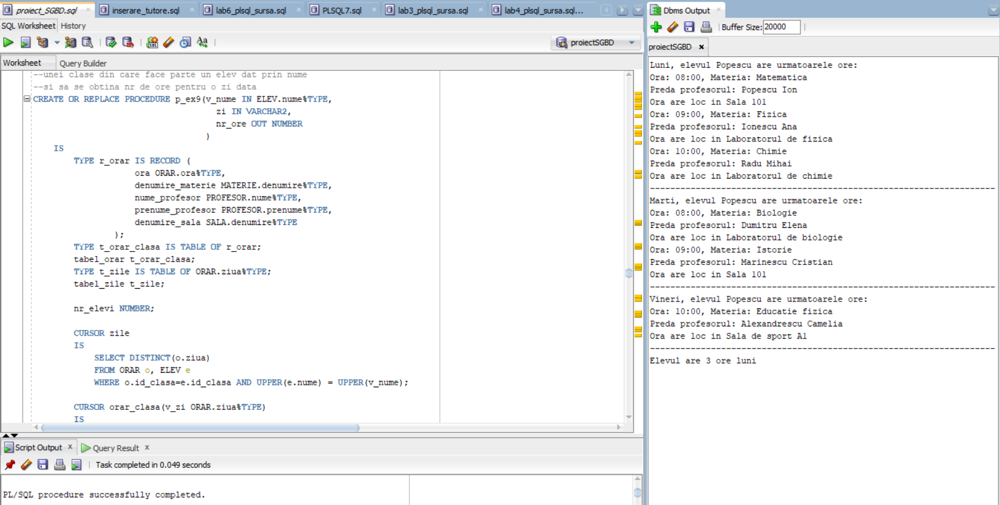 proiect_SGBD.sql
inserare_tutore.sql
lab6_plsql_sursa.sql
PLSQL7.sql
lab3_plsql_sursa.sql
lab4_plsql_sursa.sql...
SQL Worksheet History
proiectSGBD
Worksheet Query Builder
--unei clase din care face parte un elev dat prin nume
--si sa se obtina nr de ore pentru o zi data
CREATE OR REPLACE PROCEDURE p_ex9(v_nume IN ELEV.nume%TYPE,
zi IN VARCHAR2,
nr_ore OUT NUMBER
)
IS
TYPE r_orar IS RECORD (
ora ORAR.ora%TYPE,
denumire_materie MATERIE.denumire%TYPE,
nume_profesor PROFESOR.nume%TYPE,
prenume_profesor PROFESOR.prenume%TYPE,
denumire_sala SALA.denumire%TYPE
);
TYPE t_orar_clasa IS TABLE OF r_orar;
tabel_orar t_orar_clasa;
TYPE t_zile IS TABLE OF ORAR.ziua%TYPE;
tabel_zile t_zile;
nr_elevi NUMBER;
CURSOR zile
IS
SELECT DISTINCT(o.ziua)
FROM ORAR o, ELEV e
WHERE o.id_clasa=e.id_clasa AND UPPER(e.nume) = UPPER(v_nume);
CURSOR orar_clasa(v_zi ORAR.ziua%TYPE)
IS
Script Output x Query Result x
Task completed in 0.049 seconds
PL/SQL procedure successfully completed.
Dbms Output
Buffer Size: 20000
proiectSGBD x
Luni, elevul Popescu are urmatoarele ore:
Ora: 08:00, Materia: Matematica
Preda profesorul: Popescu Ion
Ora are loc in Sala 101
Ora: 09:00, Materia: Fizica
Preda profesorul: Ionescu Ana
Ora are loc in Laboratorul de fizica
Ora: 10:00, Materia: Chimie
Preda profesorul: Radu Mihai
Ora are loc in Laboratorul de chimie
--------------------------------------------------------------------
Marti, elevul Popescu are urmatoarele ore:
Ora: 08:00, Materia: Biologie
Preda profesorul: Dumitru Elena
Ora are loc in Laboratorul de biologie
Ora: 09:00, Materia: Istorie
Preda profesorul: Marinescu Cristian
Ora are loc in Sala 101
--------------------------------------------------------------------
Vineri, elevul Popescu are urmatoarele ore:
Ora: 10:00, Materia: Educatie fizica
Preda profesorul: Alexandrescu Camelia
Ora are loc in Sala de sport A1
--------------------------------------------------------------------
Elevul are 3 ore luni